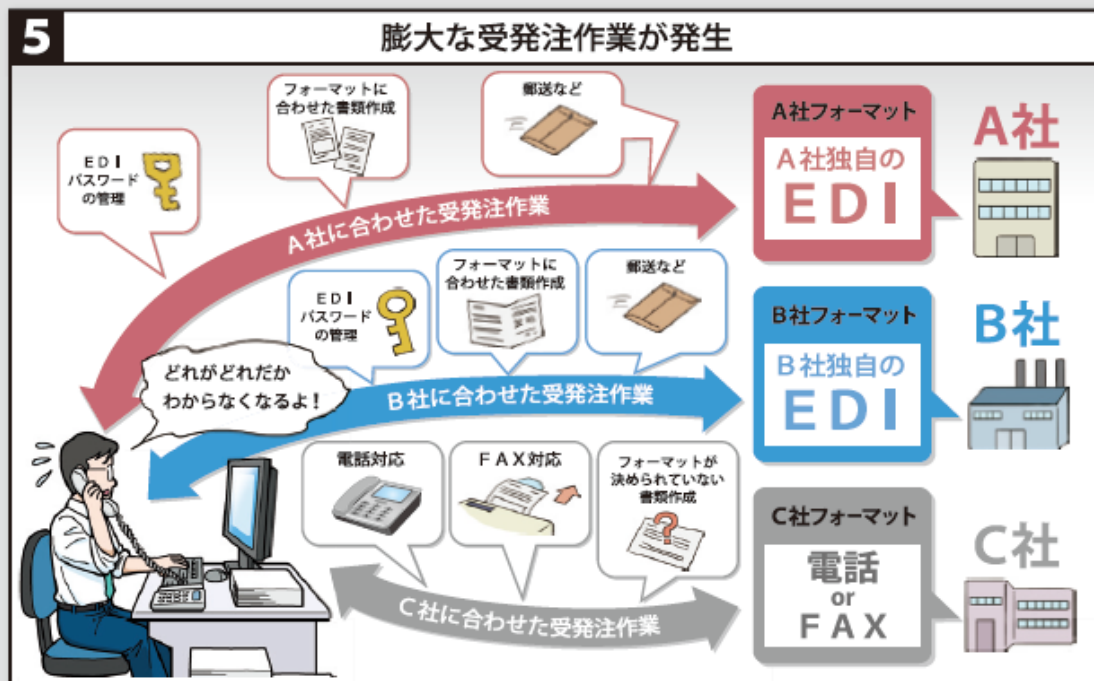 5
膨大な受発注作業が発生
フォーマットに
合わせた書類作成
郵送など
EDI
パスワード
の管理
A社に合わせた受発注作業
A社フォーマット
A社独自の
EDI
A社
EDI
パスワード
の管理
フォーマットに
合わせた書類作成
郵送など
どれがどれだか
わからなくなるよ！
B社に合わせた受発注作業
B社フォーマット
B社独自の
EDI
B社
電話対応
FAX対応
フォーマットが
決められていない
書類作成
?
C社に合わせた受発注作業
C社フォーマット
電話
or
FAX
C社